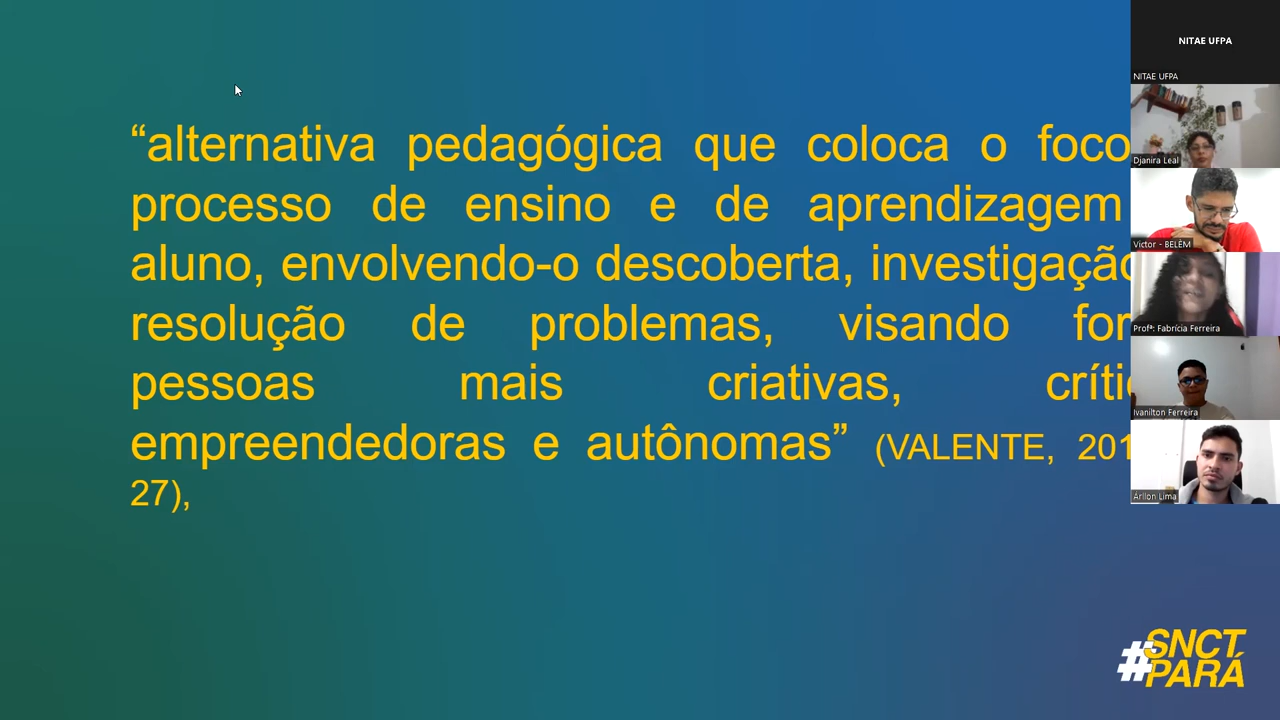 “alternativa pedagógica que coloca o foco
processo de ensino e de aprendizagem
aluno, envolvendo-o descoberta, investigação
resolução de problemas, visando
pessoas mais criativas,
empreendedoras e autônomas” (VALENTE,
27),
NITAE UFPA
NITAE UFPA
Djanira Leal
Victor - BELÉM
Profª: Fabrícia Ferreira
Ivanilton Ferreira
Árllon Lima
#SNCT
PARÁ